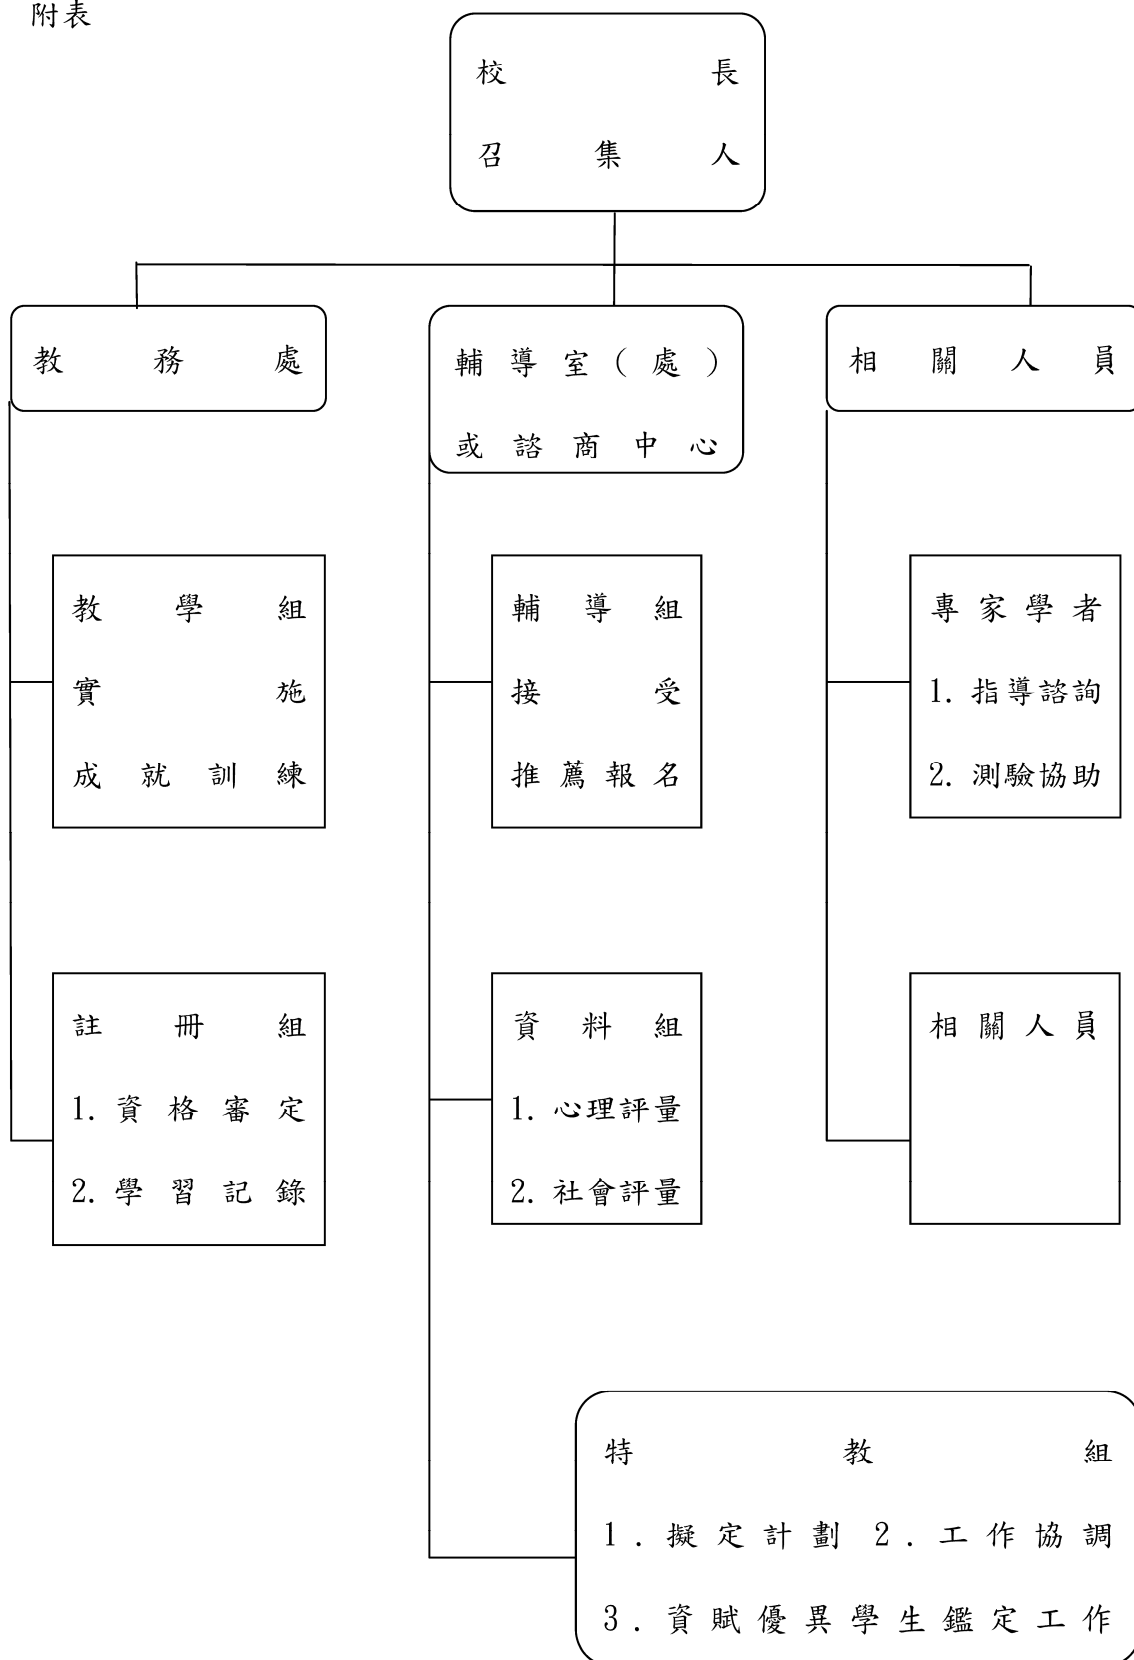 附表
校長
召集人
教務處
輔導室(處)
或諮商中心
相關人員
教學組
實施
成就訓練
輔導組
接受
推薦報名
專家學者
1.指導諮詢
2.測驗協助
註冊組
1.資格審定
2.學習記錄
資料組
1.心理評量
2.社會評量
相關人員
特教組
1.擬定計劃 2.工作協調
3.資賦優異學生鑑定工作